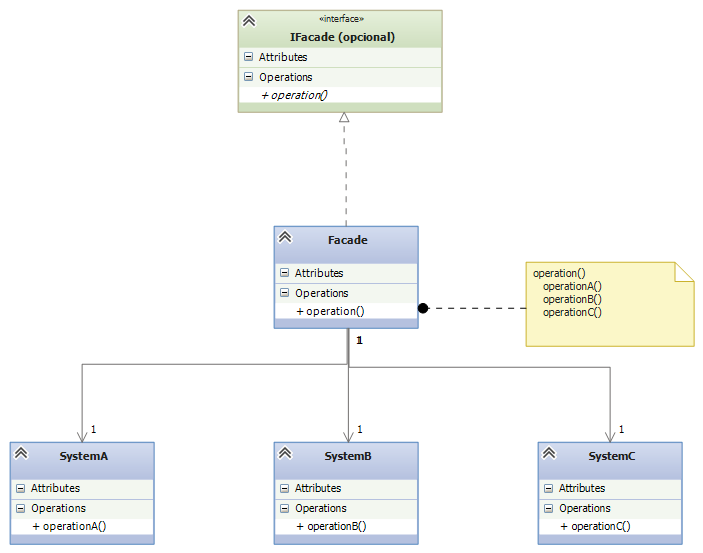 «interface»
IFacade (opcional)
Attributes
Operations
+ operation()
Facade
Attributes
Operations
+ operation()
operation()
operationA()
operationB()
operationC()
1
1
1
1
SystemA
Attributes
Operations
+ operationA()
SystemB
Attributes
Operations
+ operationB()
SystemC
Attributes
Operations
+ operationC()